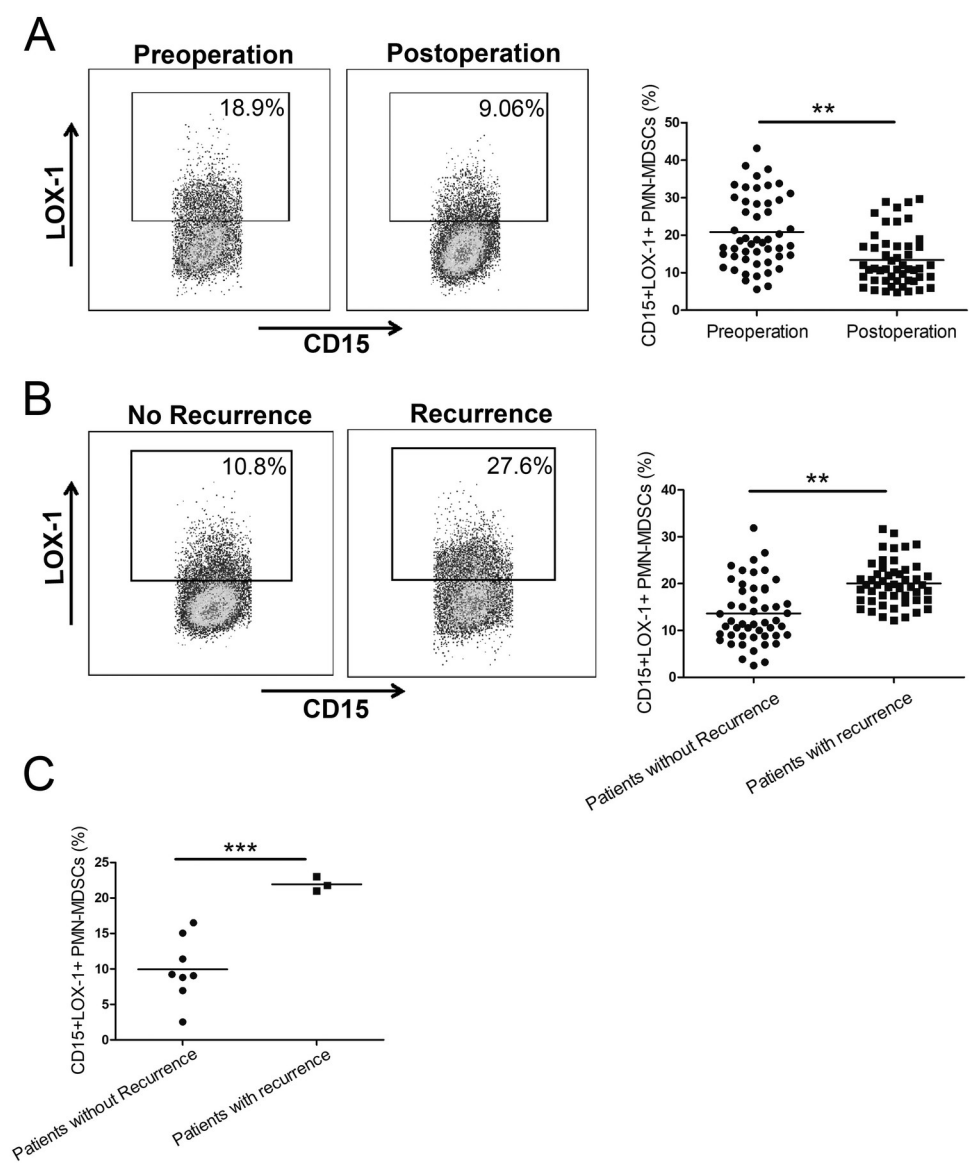 A
Preoperation
Postoperation
18.9%
9.06%
LOX-1
CD15
**
CD15+LOX-1+ PMN-MDSCs (%)
50
40
30
20
10
0
Preoperation
Postoperation
B
No Recurrence
Recurrence
10.8%
27.6%
LOX-1
CD15
**
CD15+LOX-1+ PMN-MDSCs (%)
40
30
20
10
0
Patients without Recurrence
Patients with recurrence
C
***
CD15+LOX-1+ PMN-MDSCs (%)
25
20
15
10
5
0
Patients without Recurrence
Patients with recurrence